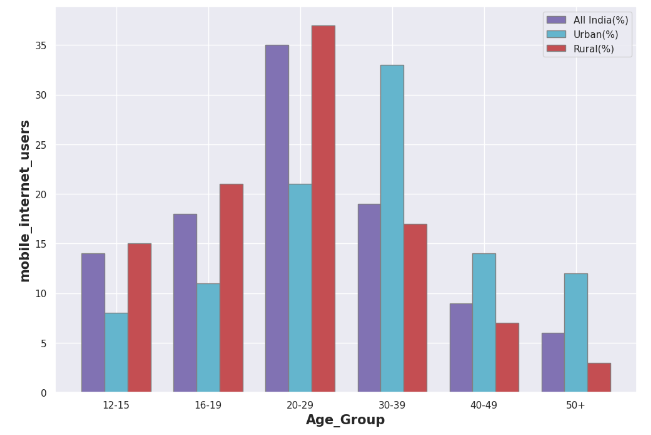 All India(%)
Urban(%)
Rural(%)
mobile_internet_users
35
30
25
20
15
10
5
0
12-15 16-19 20-29 30-39 40-49 50+
Age_Group